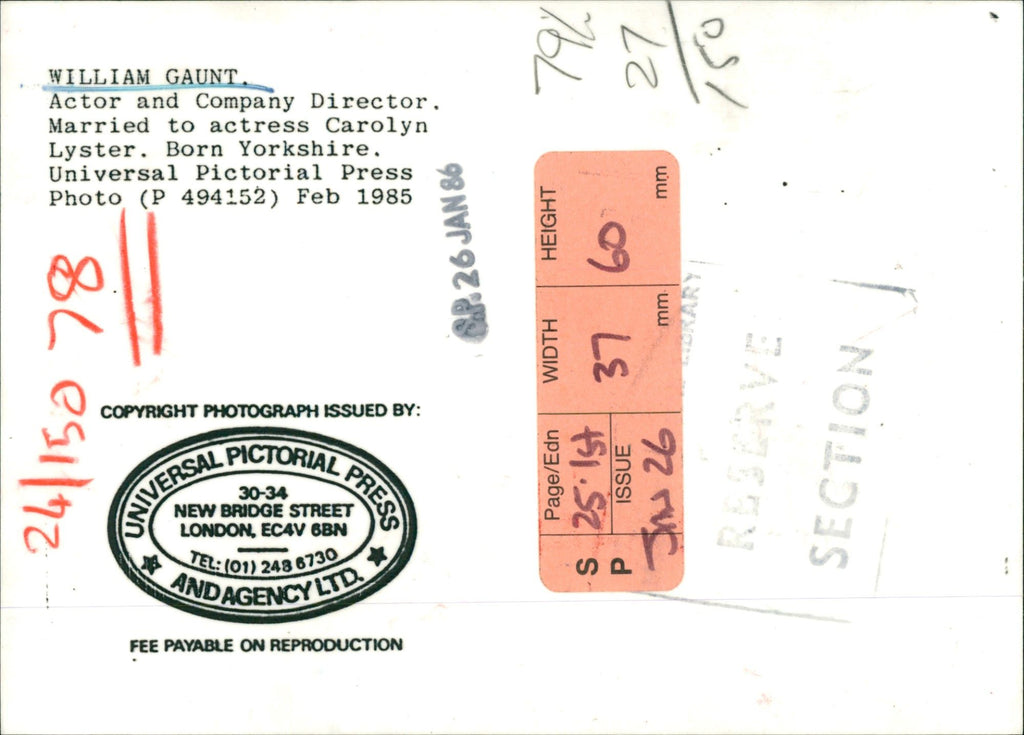 WILLIAM GAUNT.
Actor and Company Director.
Married to actress Carolyn
Lyster. Born Yorkshire.
Universal Pictorial Press
Photo (P 494152) Feb 1985
26 JAN 86
79%
27
150
24/150 78
COPYRIGHT PHOTOGRAPH ISSUED BY:
UNIVERSAL PICTORIAL PRESS
30-34
NEW BRIDGE STREET
LONDON, EC4V 6BN
TEL: (01) 248 6730
AND AGENCY LTD.
FEE PAYABLE ON REPRODUCTION
S P
Page/Edn 25. 1st
ISSUE JAN 26
WIDTH 37 mm
HEIGHT 60 mm
LIBRARY
RESERVE
SECTION